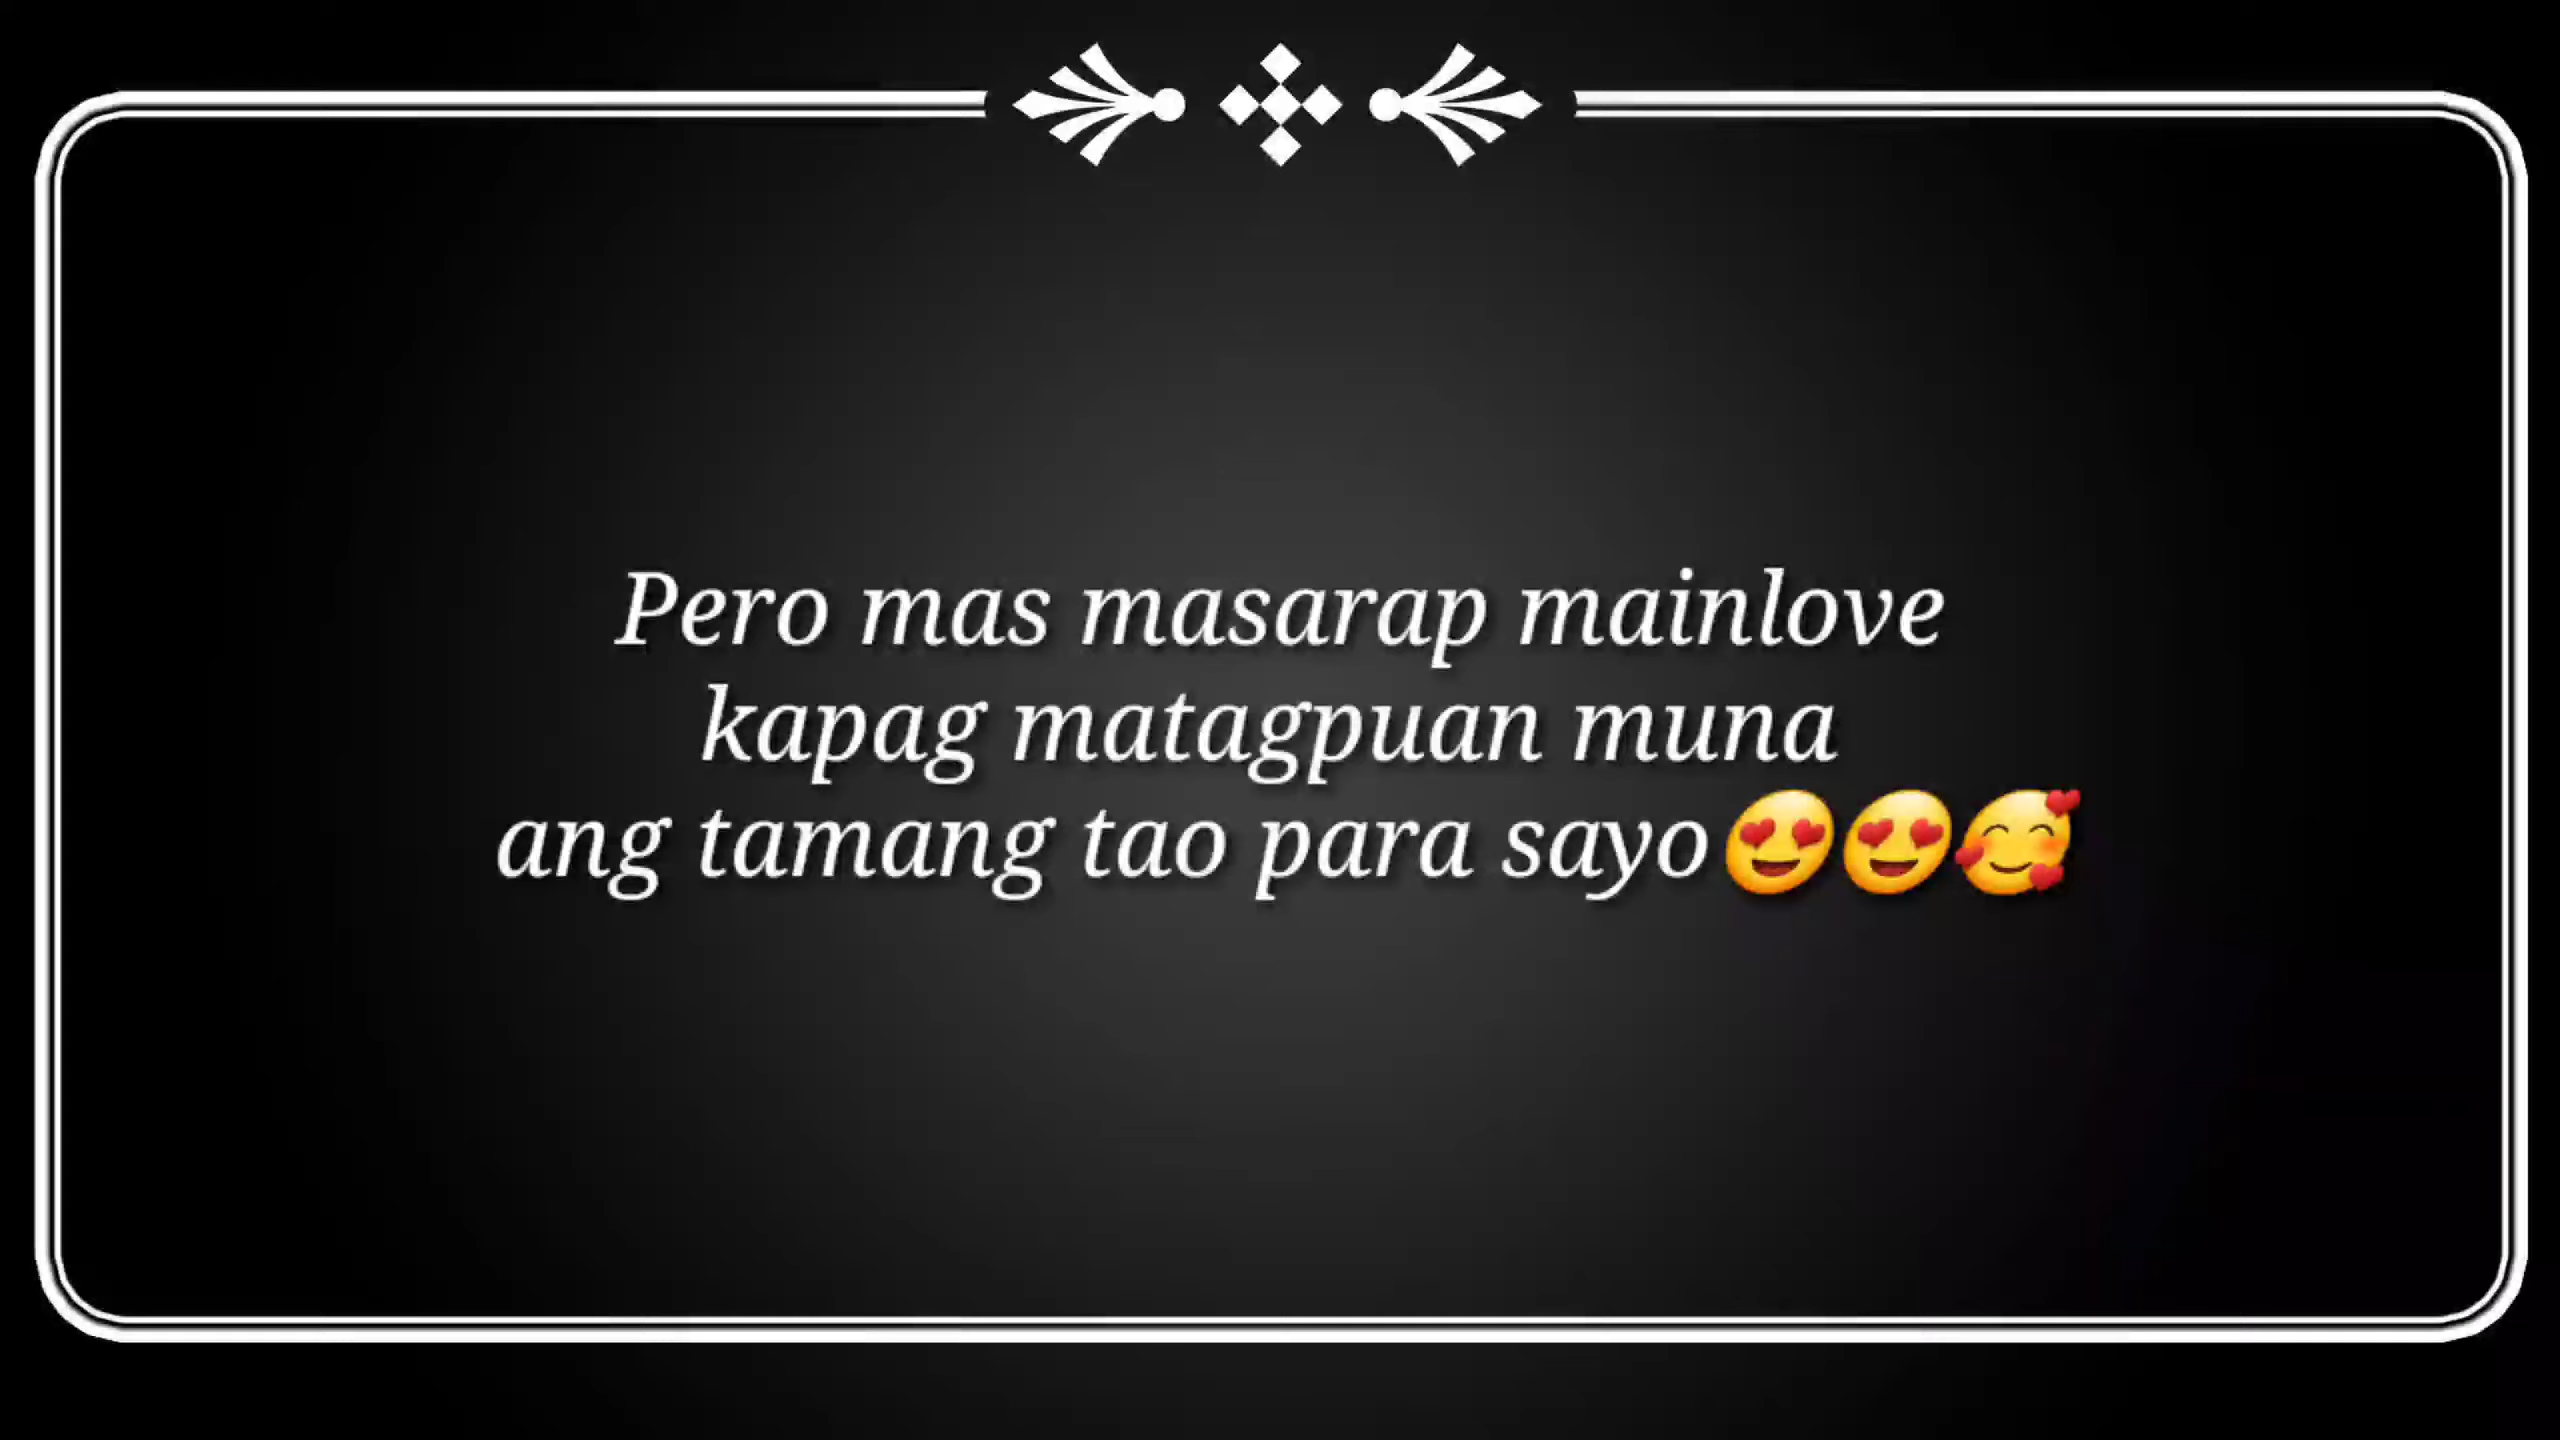 Pero mas masarap mainlove
kapag matagpuan muna
ang tamang tao para sayo😍😍🥰